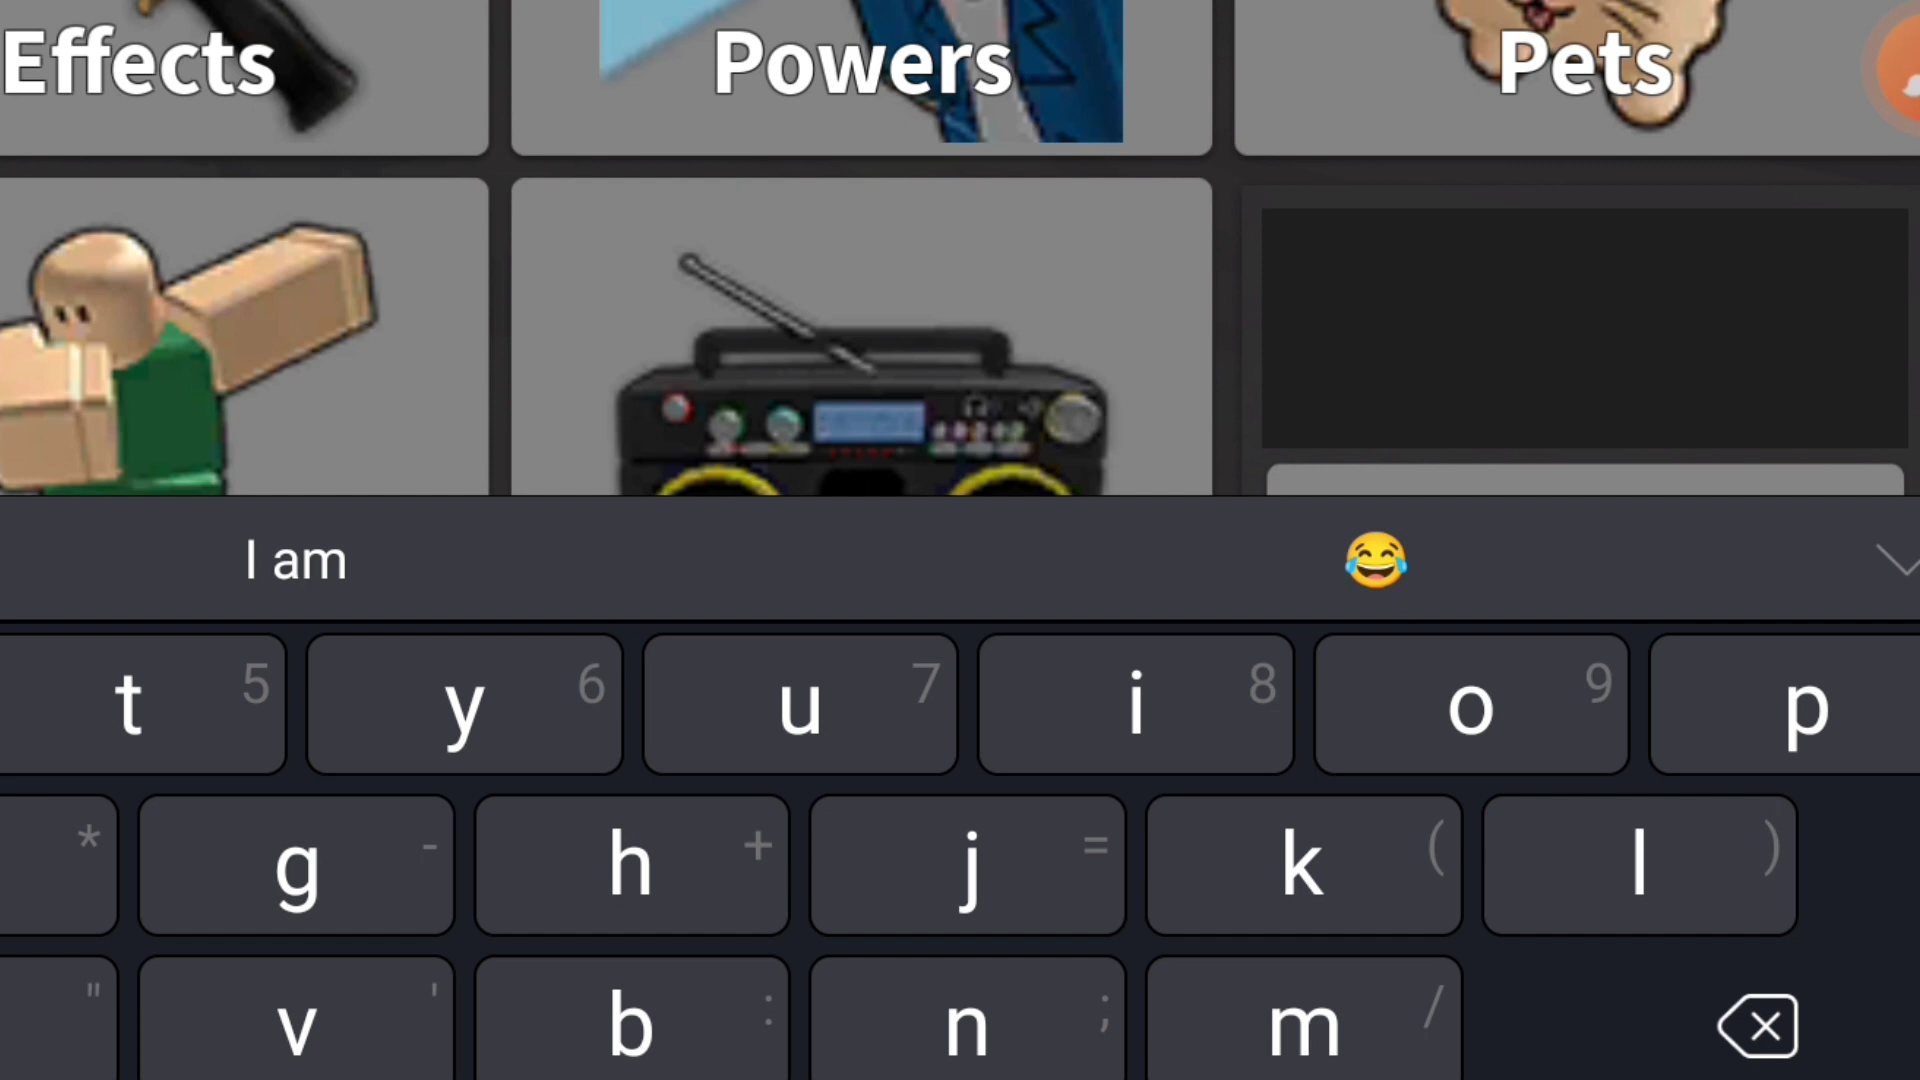 Effects Powers Pets
I am 😂
t 5 y 6 u 7 i 8 o 9 p
* g - h + j = k ( l )
" v ' b : n ; m /